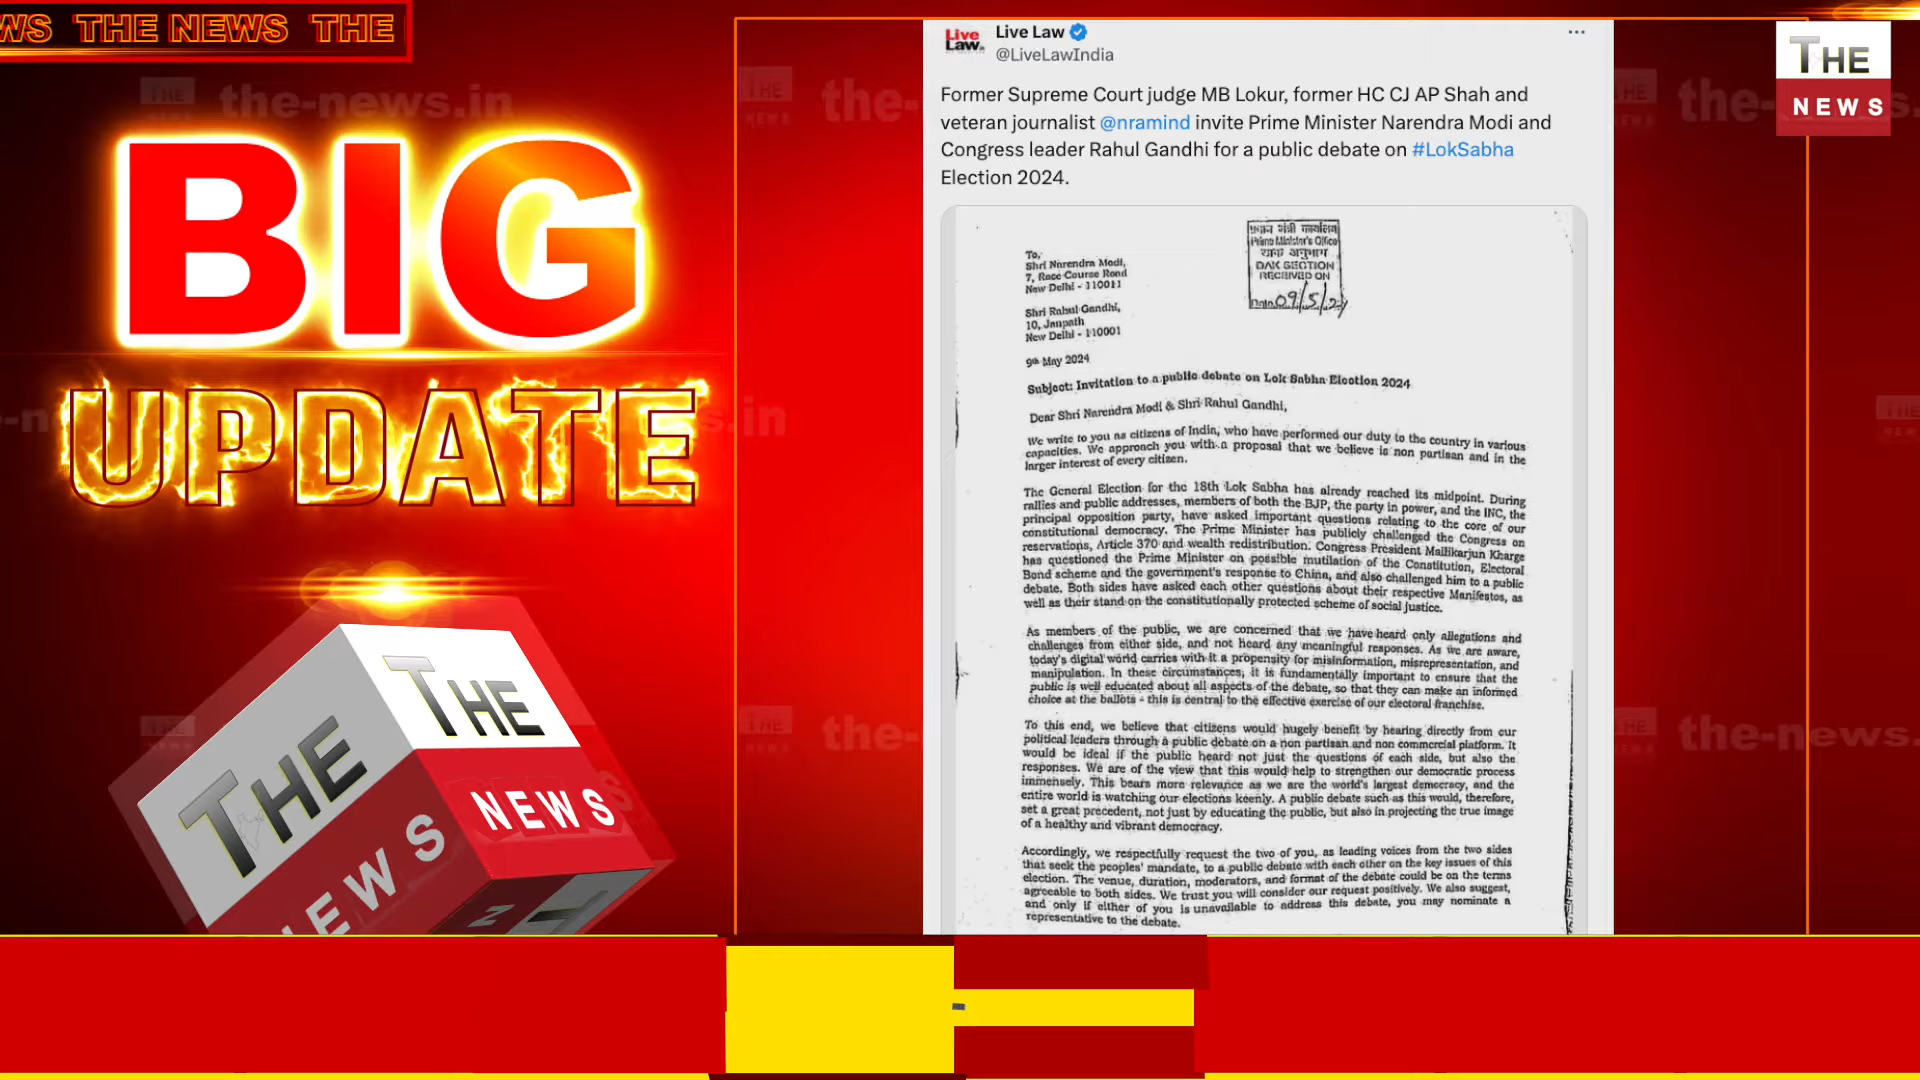 WS THE NEWS THE
THE
NEWS
the-news.in
BIG
UPDATE
THE
NEWS
THE
NEWS
Live Law
@LiveLawIndia
Live
Law.in
Former Supreme Court judge MB Lokur, former HC CJ AP Shah and
veteran journalist @nramind invite Prime Minister Narendra Modi and
Congress leader Rahul Gandhi for a public debate on #LokSabha
Election 2024.
प्रधान मंत्री कार्यालय
Prime Minister's Office
डाक अनुभाग
DAK SECTION
RECEIVED ON
Date 09/5/24
To,
Shri Narendra Modi,
7, Race Course Road
New Delhi - 110011
Shri Rahul Gandhi,
10, Janpath
New Delhi - 110001
9th May 2024
Subject: Invitation to a public debate on Lok Sabha Election 2024
Dear Shri Narendra Modi & Shri Rahul Gandhi,
We write to you as citizens of India, who have performed our duty to the country in various
capacities. We approach you with a proposal that we believe is non partisan and in the
larger interest of every citizen.
The General Election for the 18th Lok Sabha has already reached its midpoint. During
rallies and public addresses, members of both the BJP, the party in power, and the INC, the
principal opposition party, have asked important questions relating to the core of our
constitutional democracy. The Prime Minister has publicly challenged the Congress on
reservations, Article 370 and wealth redistribution. Congress President Mallikarjun Kharge
has questioned the Prime Minister on possible mutilation of the Constitution, Electoral
Bond scheme and the government's response to China, and also challenged him to a public
debate. Both sides have asked each other questions about their respective Manifestos, as
well as their stand on the constitutionally protected scheme of social justice.
As members of the public, we are concerned that we have heard only allegations and
challenges from either side, and not heard any meaningful responses. As we are aware,
today's digital world carries with it a propensity for misinformation, misrepresentation, and
manipulation. In these circumstances, it is fundamentally important to ensure that the
public is well educated about all aspects of the debate, so that they can make an informed
choice at the ballots - this is central to the effective exercise of our electoral franchise.
To this end, we believe that citizens would hugely benefit by hearing directly from our
political leaders through a public debate on a non partisan and non commercial platform. It
would be ideal if the public heard not just the questions of each side, but also the
responses. We are of the view that this would help to strengthen our democratic process
immensely. This bears more relevance as we are the world's largest democracy, and the
entire world is watching our elections keenly. A public debate such as this would, therefore,
set a great precedent, not just by educating the public, but also in projecting the true image
of a healthy and vibrant democracy.
Accordingly, we respectfully request the two of you, as leading voices from the two sides
that seek the peoples' mandate, to a public debate with each other on the key issues of this
election. The venue, duration, moderators, and format of the debate could be on the terms
agreeable to both sides. We trust you will consider our request positively. We also suggest,
and only if either of you is unavailable to address this debate, you may nominate a
representative to the debate.
THE
NEWS